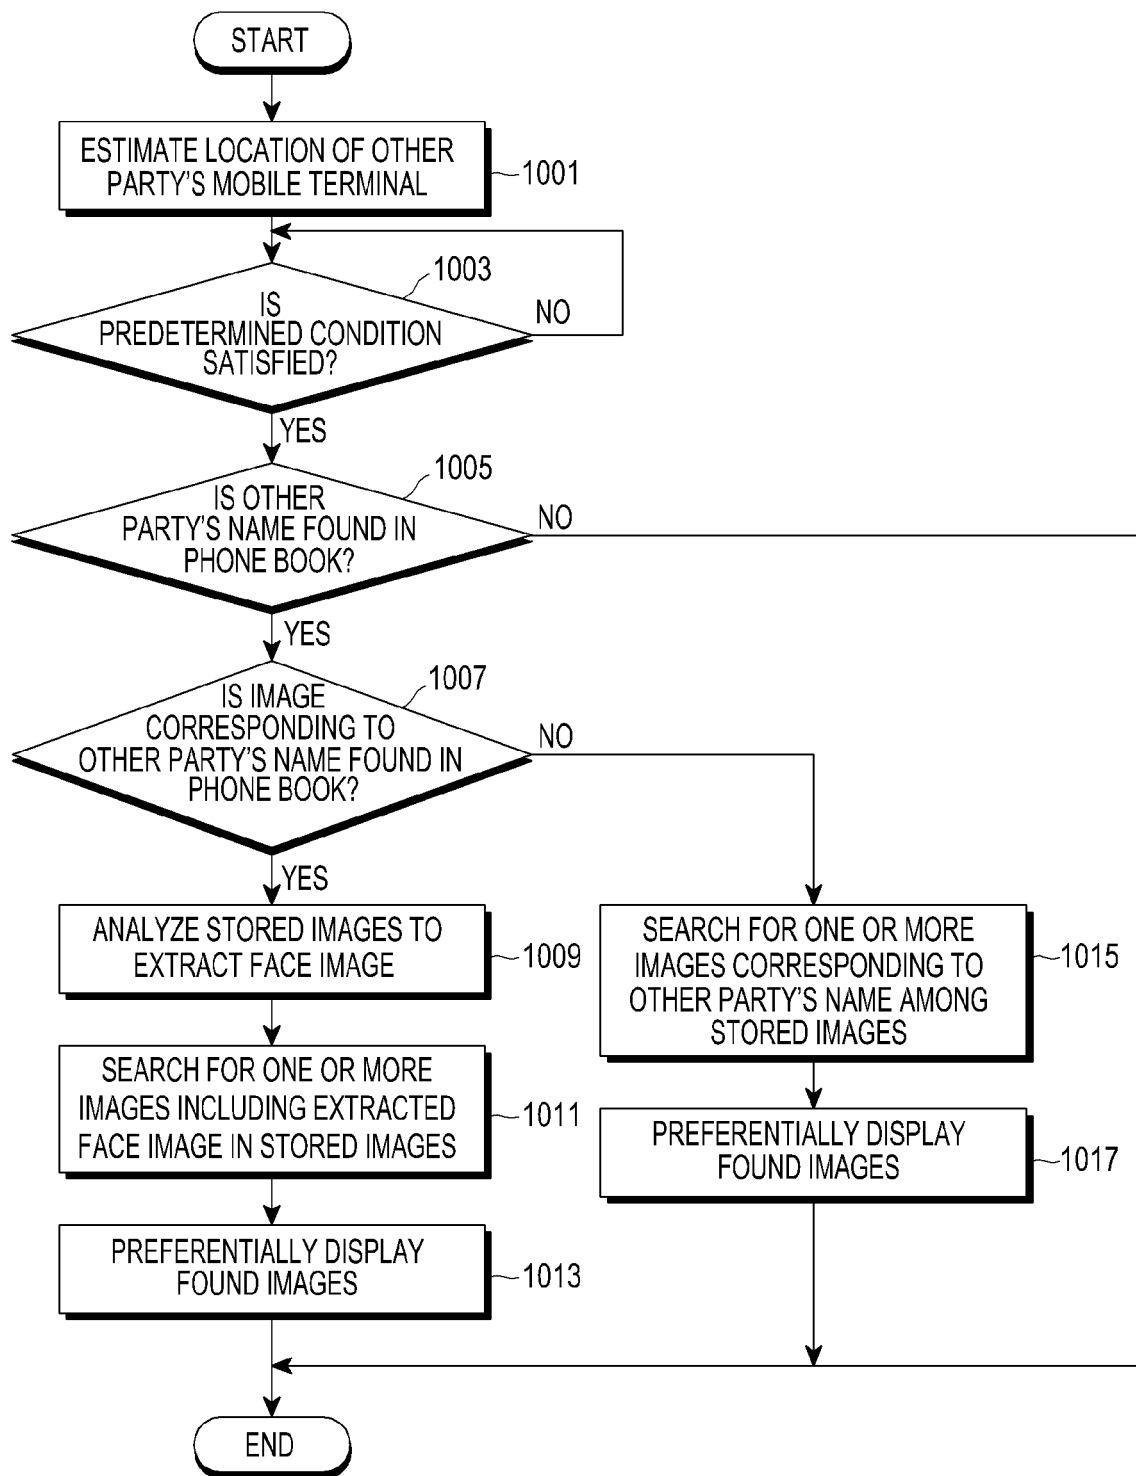 START
ESTIMATE LOCATION OF OTHER
PARTY'S MOBILE TERMINAL
1001
1003
IS
PREDETERMINED CONDITION
SATISFIED?
NO
YES
1005
IS OTHER
PARTY'S NAME FOUND IN
PHONE BOOK?
NO
YES
1007
IS IMAGE
CORRESPONDING TO
OTHER PARTY'S NAME FOUND IN
PHONE BOOK?
NO
YES
ANALYZE STORED IMAGES TO
EXTRACT FACE IMAGE
1009
SEARCH FOR ONE OR MORE
IMAGES INCLUDING EXTRACTED
FACE IMAGE IN STORED IMAGES
1011
PREFERENTIALLY DISPLAY
FOUND IMAGES
1013
SEARCH FOR ONE OR MORE
IMAGES CORRESPONDING TO
OTHER PARTY'S NAME AMONG
STORED IMAGES
1015
PREFERENTIALLY DISPLAY
FOUND IMAGES
1017
END